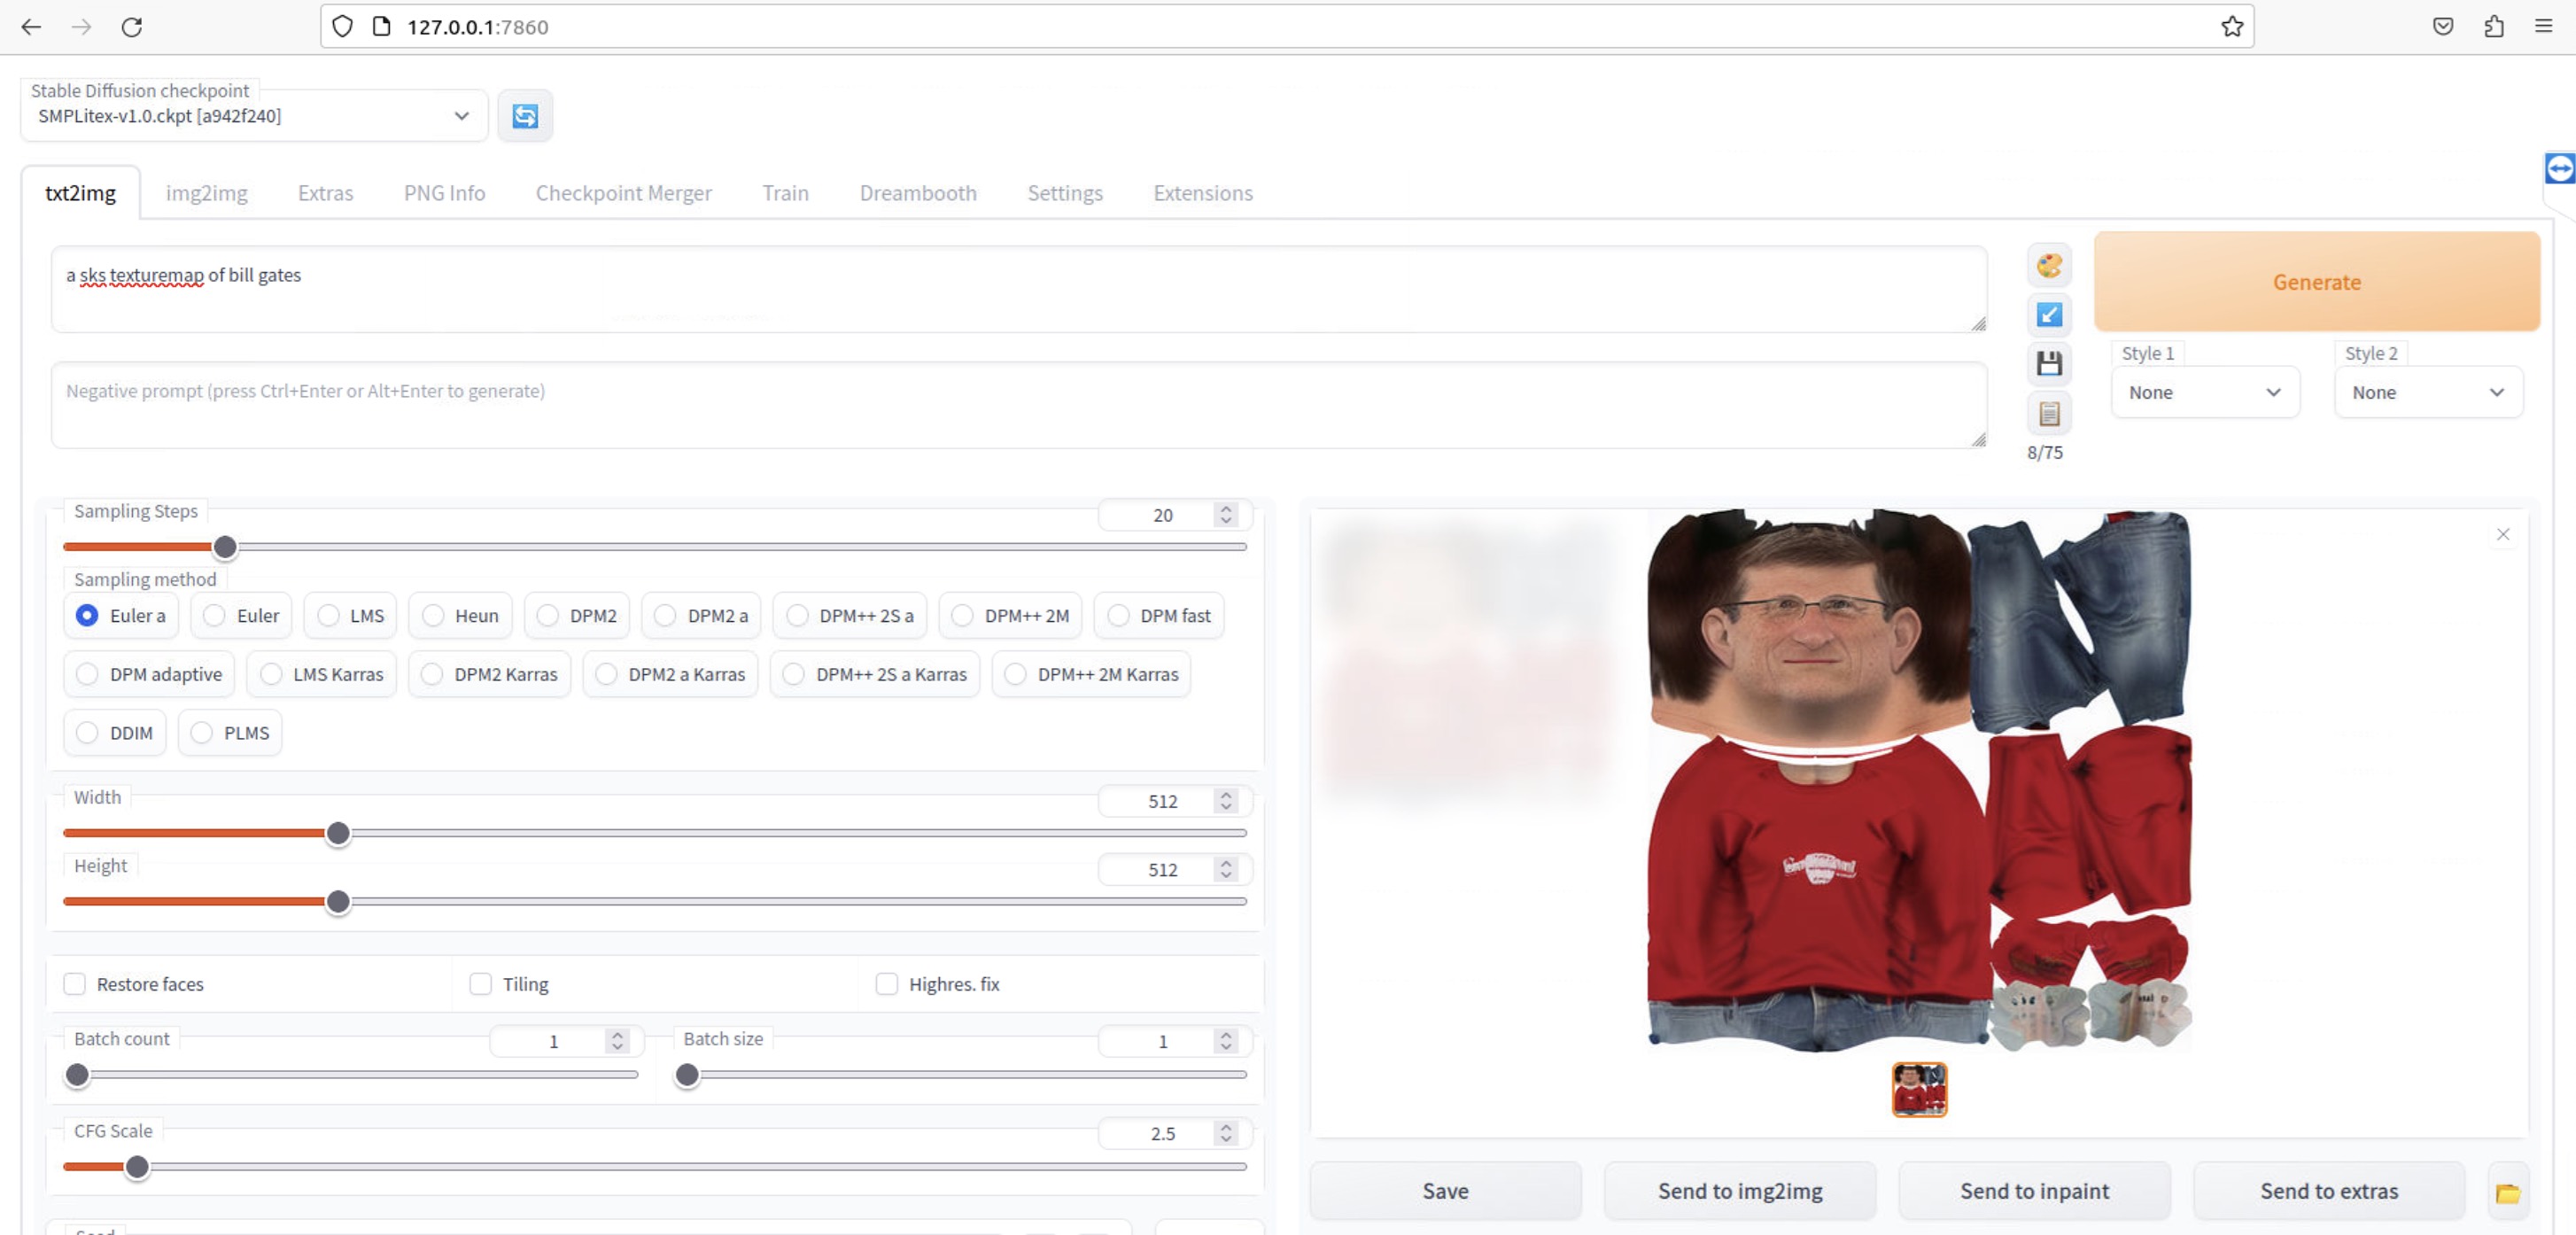 127.0.0.1:7860
Stable Diffusion checkpoint
SMPLitex-v1.0.ckpt [a942f240]
txt2img img2img Extras PNG Info Checkpoint Merger Train Dreambooth Settings Extensions
a sks texturemap of bill gates
Generate
Negative prompt (press Ctrl+Enter or Alt+Enter to generate)
Style 1 Style 2
None None
8/75
Sampling Steps 20
Sampling method
Euler a Euler LMS Heun DPM2 DPM2 a DPM++ 2S a DPM++ 2M DPM fast
DPM adaptive LMS Karras DPM2 Karras DPM2 a Karras DPM++ 2S a Karras DPM++ 2M Karras
DDIM PLMS
Width 512
Height 512
Restore faces Tiling Highres. fix
Batch count 1 Batch size 1
CFG Scale 2.5
Save Send to img2img Send to inpaint Send to extras